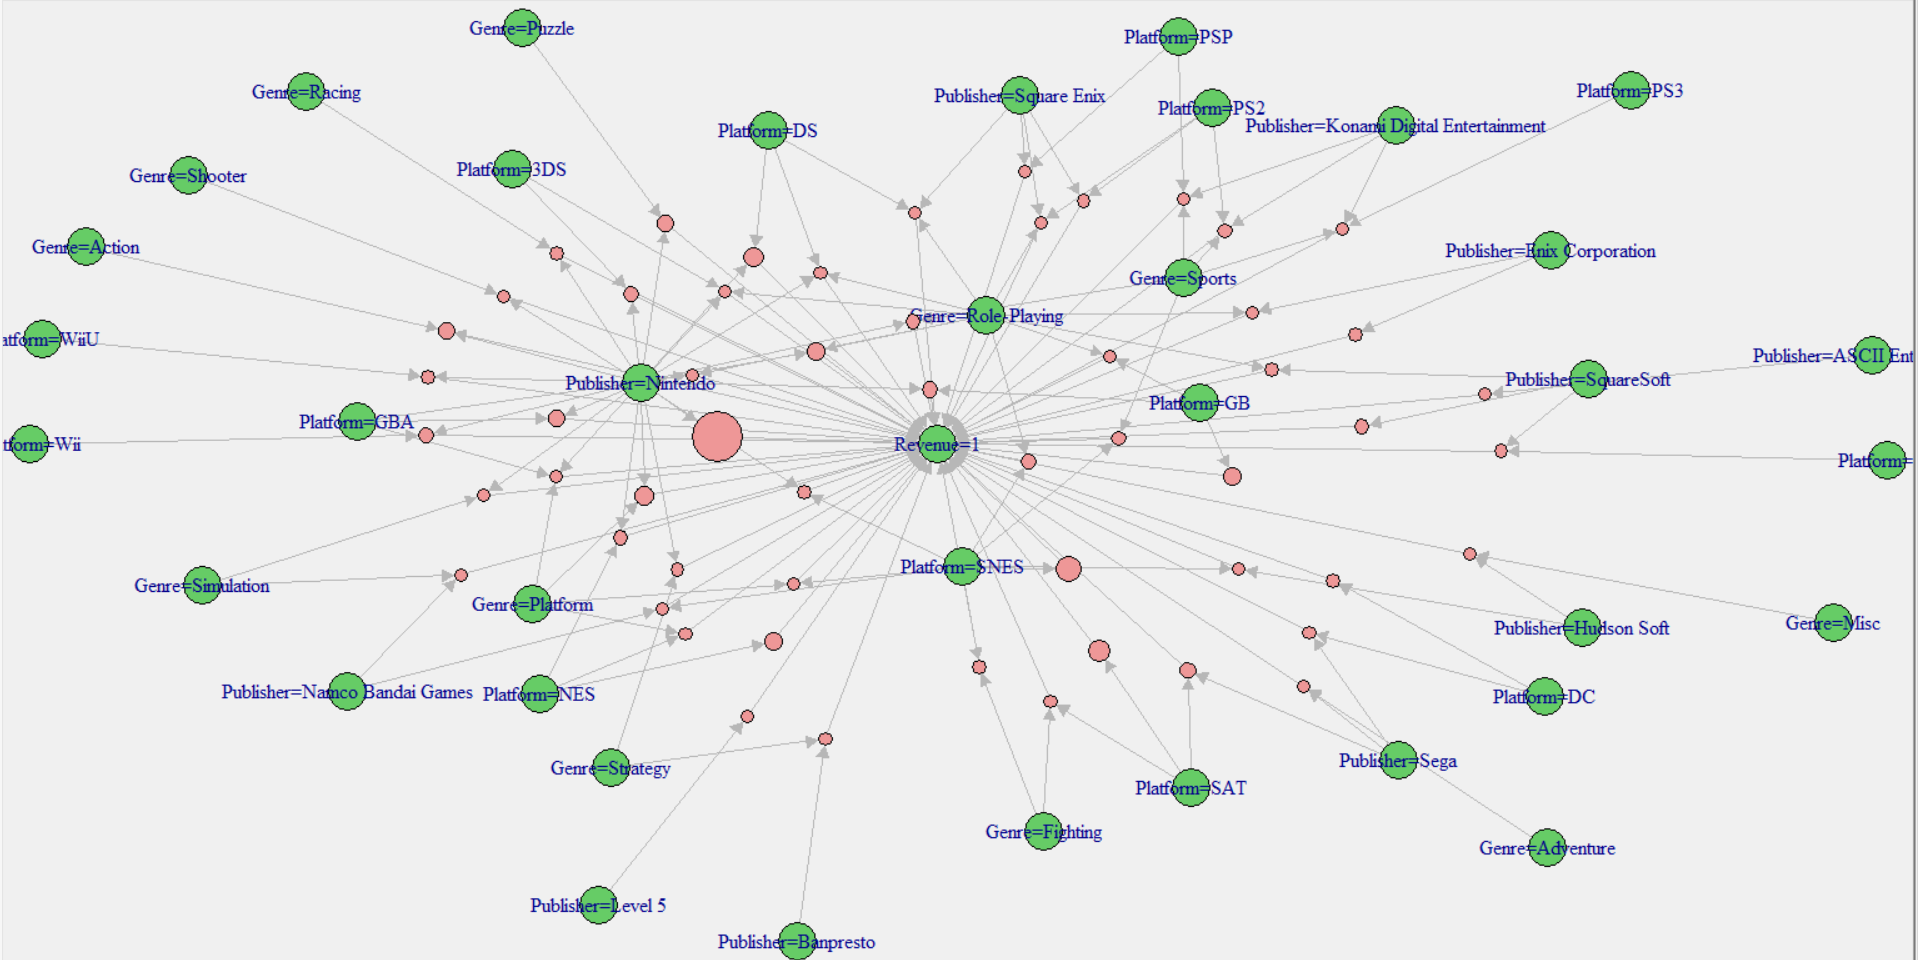 Genre=Puzzle
Platform=PSP
Genre=Racing
Publisher=Square Enix
Platform=PS2
Platform=PS3
Platform=DS
Publisher=Konami Digital Entertainment
Genre=Shooter
Platform=3DS
Genre=Action
Publisher=Enix Corporation
Genre=Sports
Genre=Role-Playing
atform=WiiU
Publisher=ASCII Ent
Publisher=Nintendo
Publisher=SquareSoft
Platform=GB
Platform=GBA
tform=Wii
Revenue=1
Platform=
Platform=SNES
Genre=Simulation
Genre=Platform
Publisher=Hudson Soft
Genre=Misc
Publisher=Namco Bandai Games
Platform=NES
Platform=DC
Genre=Strategy
Publisher=Sega
Platform=SAT
Genre=Fighting
Genre=Adventure
Publisher=Level 5
Publisher=Banpresto